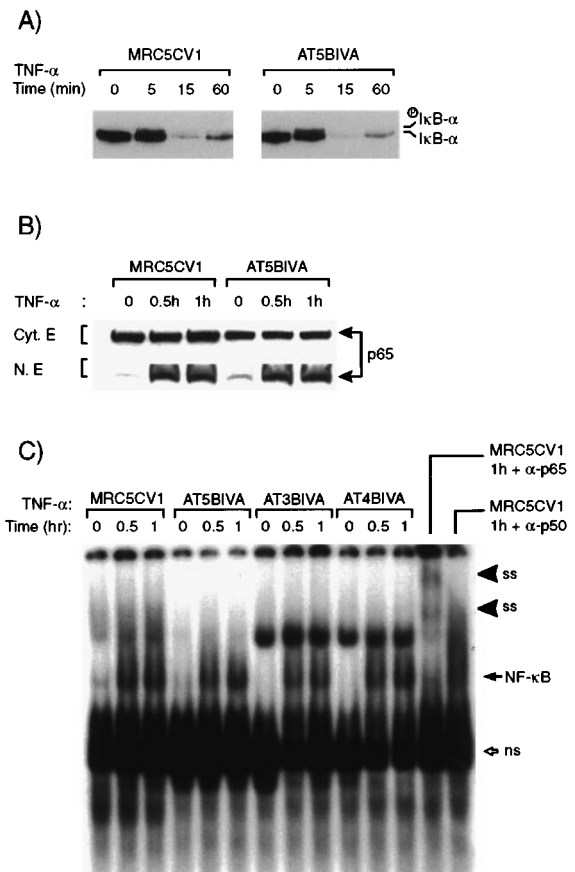 A)
MRC5CV1 AT5BIVA
TNF-α
Time (min) 0 5 15 60 0 5 15 60
Ⓟ
IκB-α
IκB-α
B)
MRC5CV1 AT5BIVA
TNF-α : 0 0.5h 1h 0 0.5h 1h
Cyt. E
p65
N. E
C)
MRC5CV1
1h + α-p65
MRC5CV1 AT5BIVA AT3BIVA AT4BIVA
TNF-α:
MRC5CV1
1h + α-p50
Time (hr): 0 0.5 1 0 0.5 1 0 0.5 1 0 0.5 1
ss
ss
NF-κB
ns